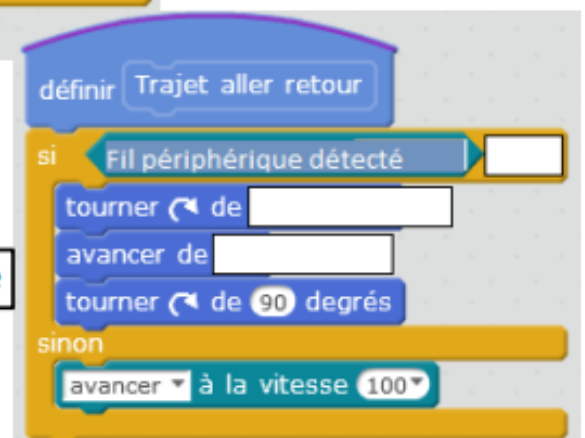 définir Trajet aller retour
si Fil périphérique détecté
tourner de
avancer de
tourner de 90 degrés
sinon
avancer à la vitesse 100